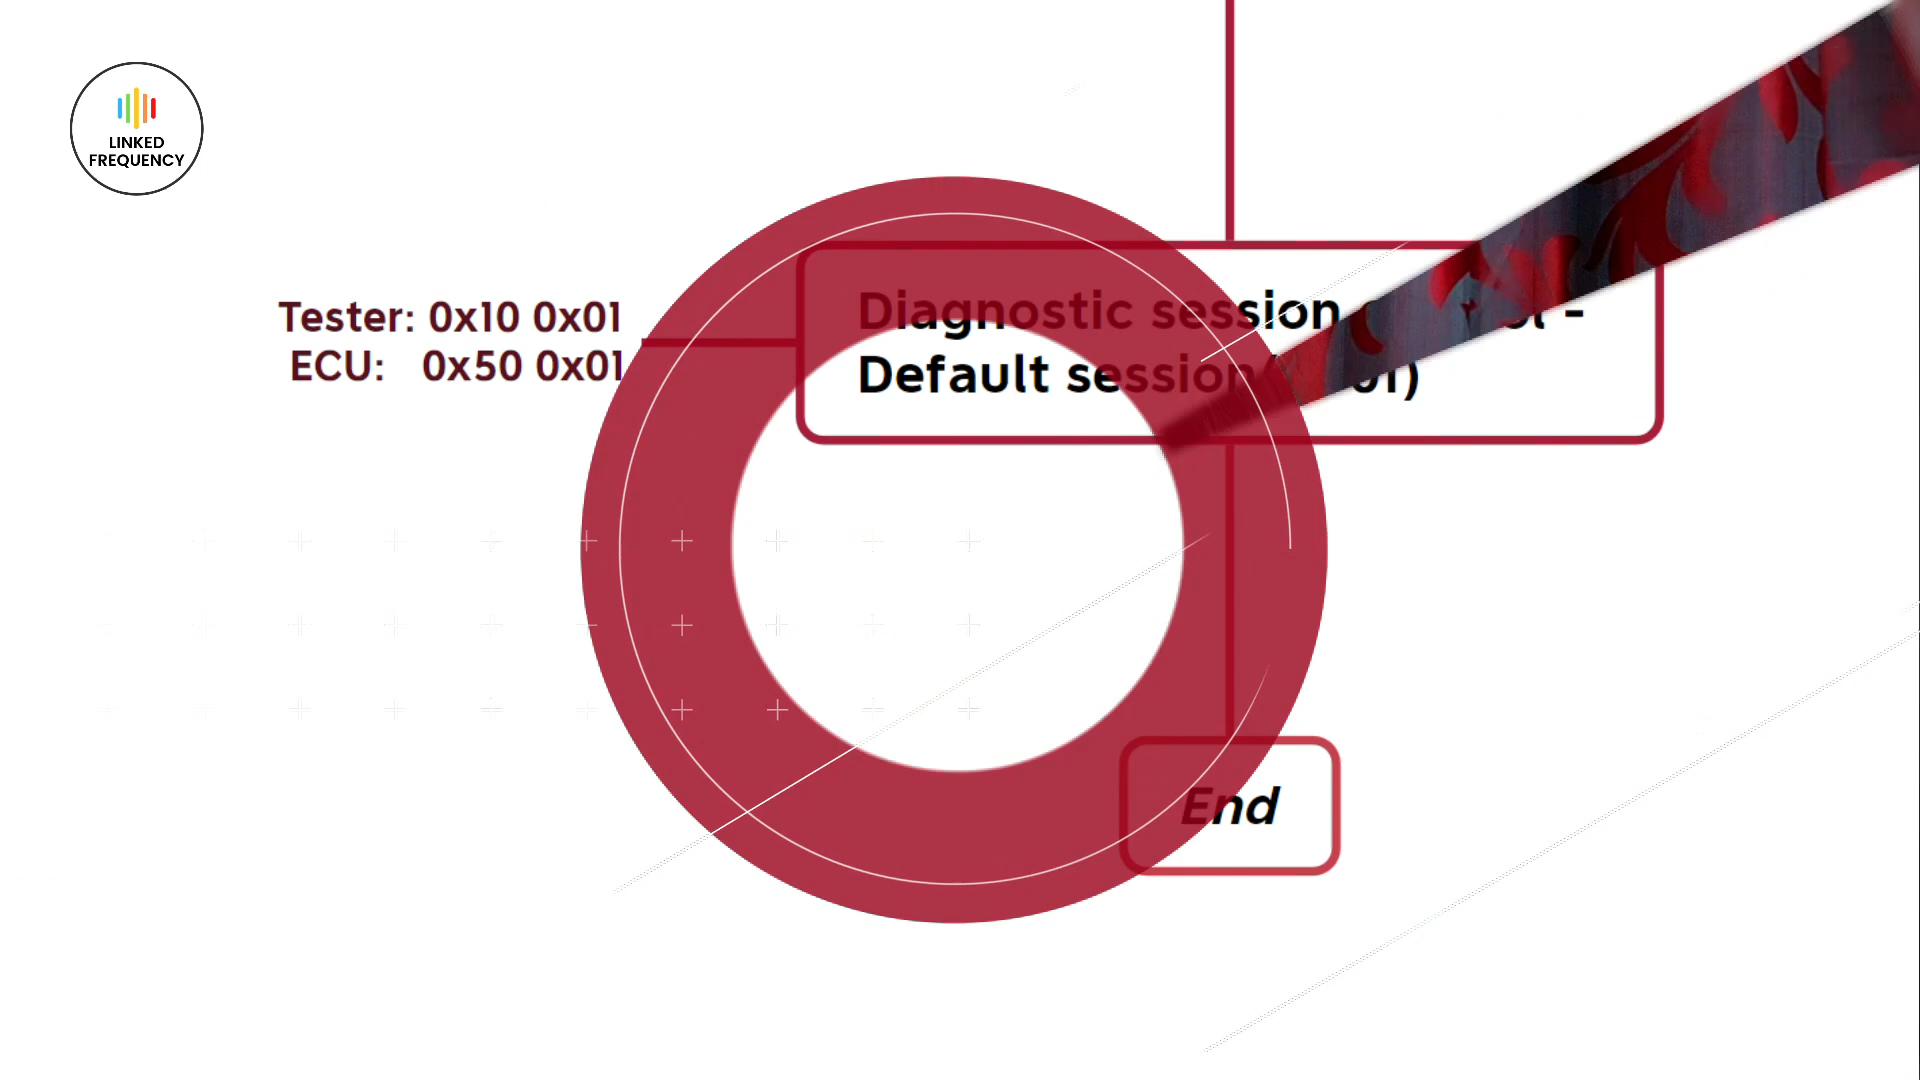 LINKED
FREQUENCY
Tester: 0x10 0x01
ECU: 0x50 0x01
Diagnostic session -
Default session
End